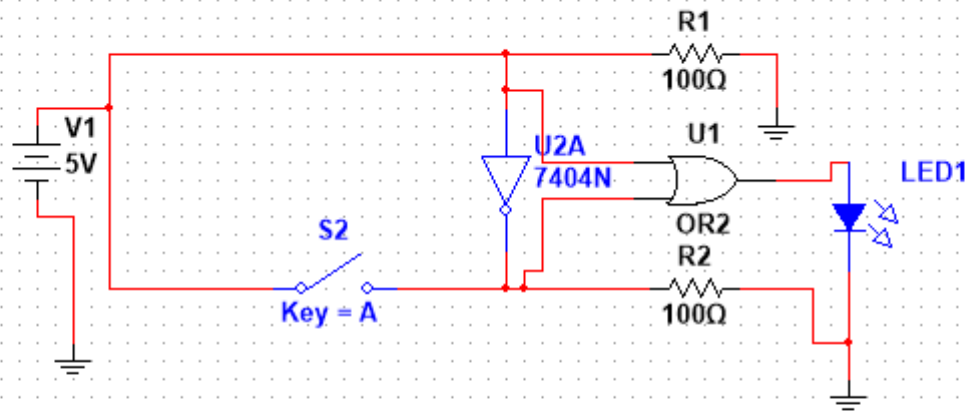 R1
100Ω
V1
5V
U2A
7404N
U1
OR2
LED1
S2
Key = A
R2
100Ω